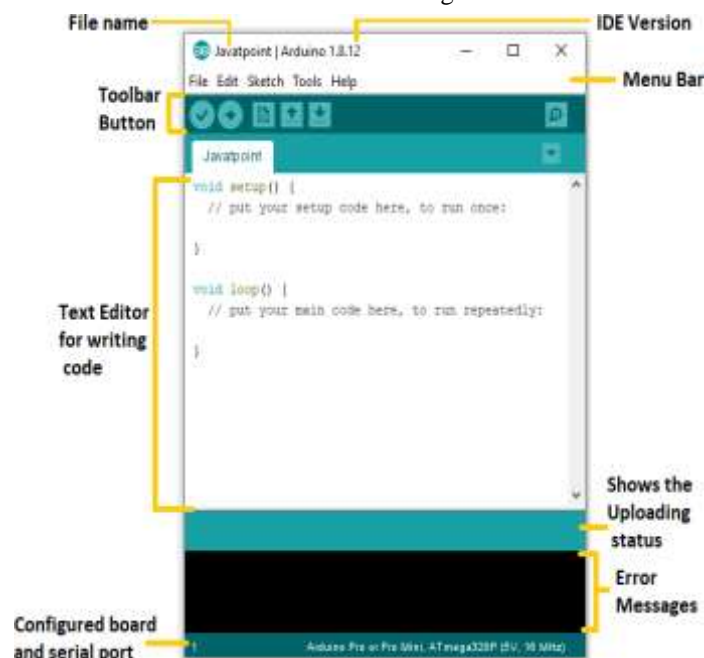 File name
IDE Version
Javatpoint | Arduino 1.8.12
File Edit Sketch Tools Help
Menu Bar
Toolbar
Button
Javatpoint
void setup() {
// put your setup code here, to run once:
}
void loop() {
// put your main code here, to run repeatedly:
}
Text Editor
for writing
code
Shows the
Uploading
status
Error
Messages
Configured board
and serial port
1
Arduino Pro or Pro Mini, ATmega328P (5V, 16 MHz)